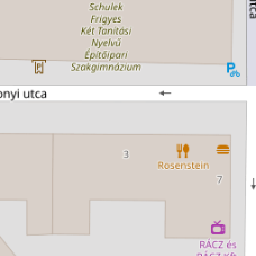 Schulek
Frigyes
Két Tanítási
Nyelvű
Építőipari
Szakgimnázium
utca
P
onyi utca
3
Rosenstein
7
RÁCZ és